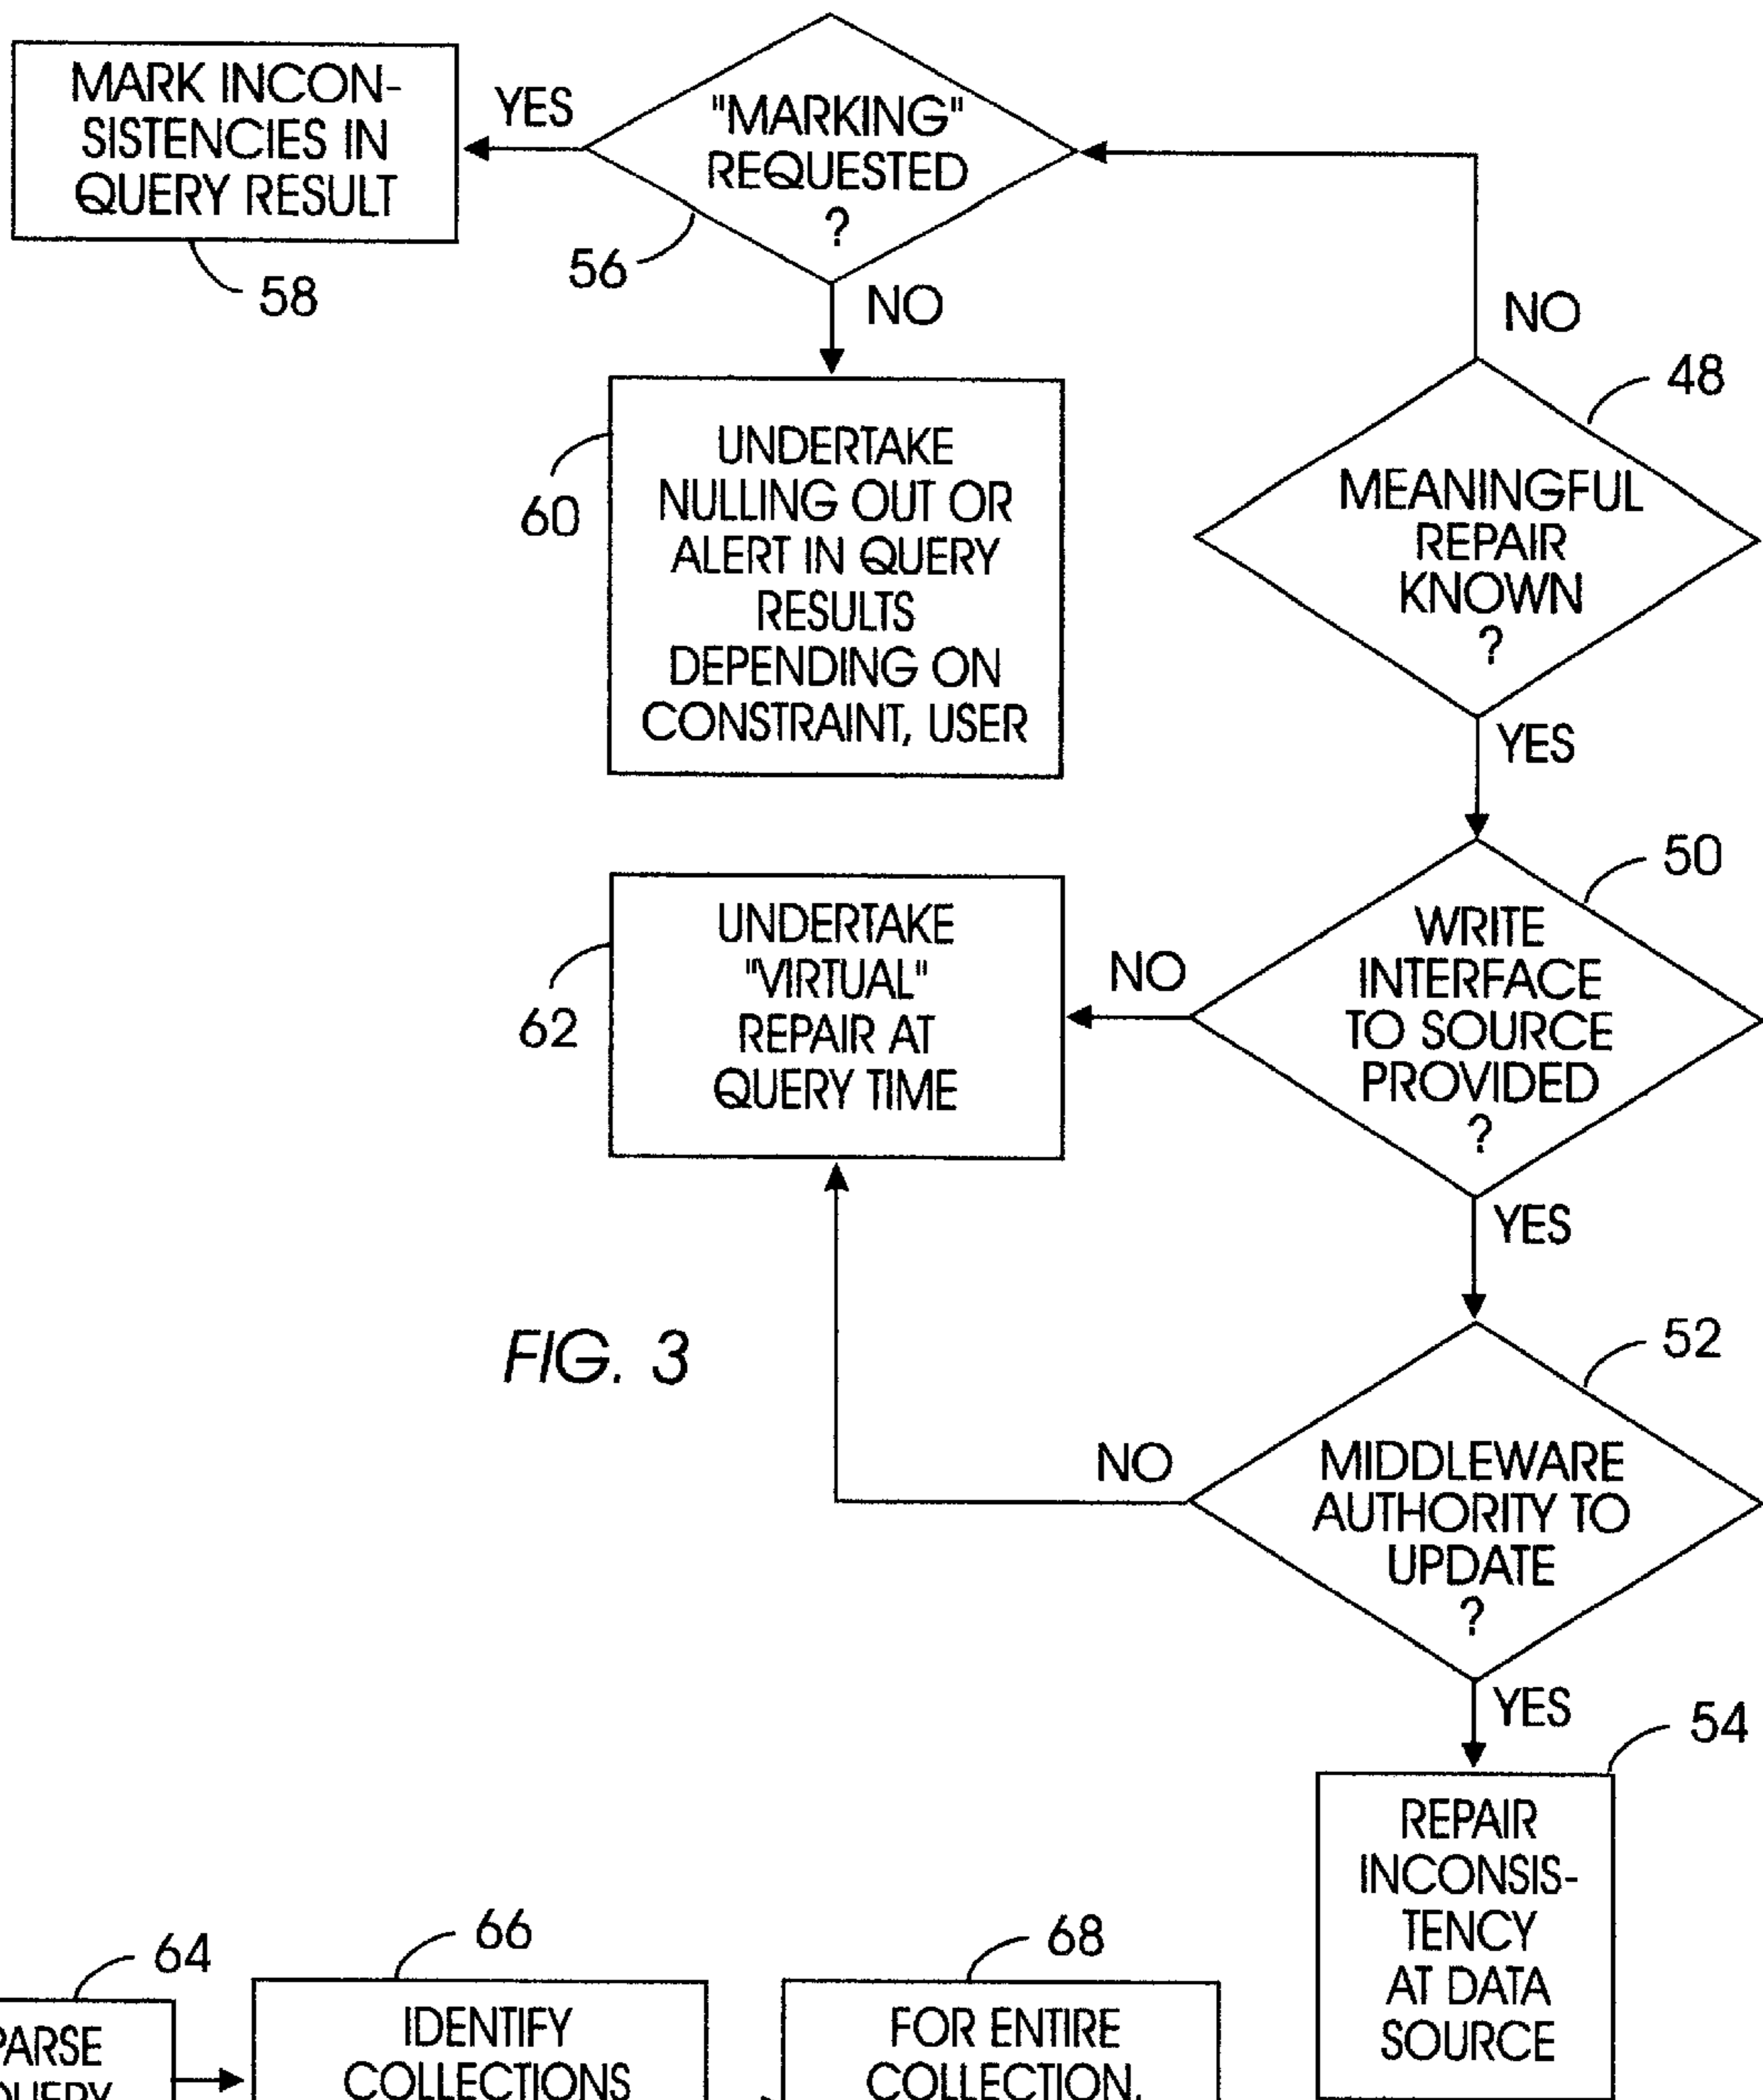 MARK INCON-
SISTENCIES IN
QUERY RESULT
58
YES
"MARKING"
REQUESTED
?
56
NO
NO
UNDERTAKE
NULLING OUT OR
ALERT IN QUERY
RESULTS
DEPENDING ON
CONSTRAINT, USER
60
48
MEANINGFUL
REPAIR
KNOWN
?
YES
UNDERTAKE
"VIRTUAL"
REPAIR AT
QUERY TIME
62
NO
50
WRITE
INTERFACE
TO SOURCE
PROVIDED
?
YES
FIG. 3
NO
52
MIDDLEWARE
AUTHORITY TO
UPDATE
?
YES
54
REPAIR
INCONSIS-
TENCY
AT DATA
SOURCE
64
PARSE
QUERY
66
IDENTIFY
COLLECTIONS
68
FOR ENTIRE
COLLECTION,